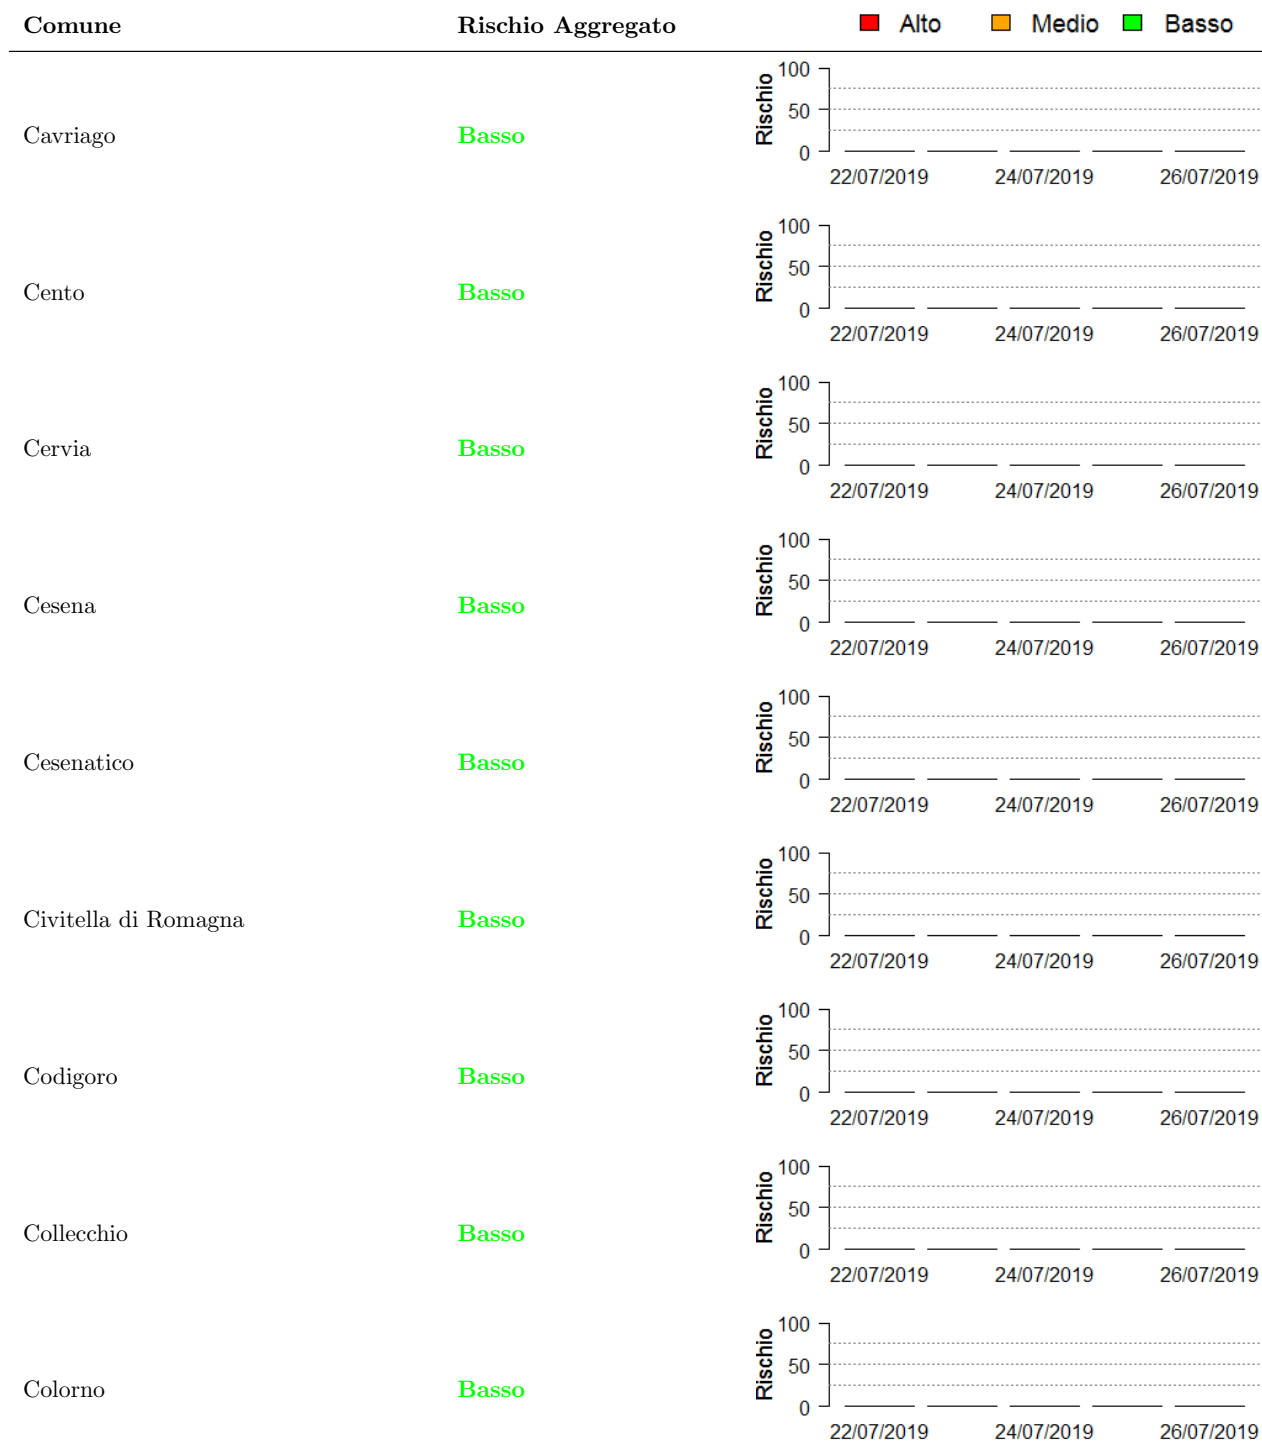 Comune Rischio Aggregato Alto Medio Basso
Cavriago Basso Rischio 100 50 0
22/07/2019 24/07/2019 26/07/2019
Cento Basso Rischio 100 50 0
22/07/2019 24/07/2019 26/07/2019
Cervia Basso Rischio 100 50 0
22/07/2019 24/07/2019 26/07/2019
Cesena Basso Rischio 100 50 0
22/07/2019 24/07/2019 26/07/2019
Cesenatico Basso Rischio 100 50 0
22/07/2019 24/07/2019 26/07/2019
Civitella di Romagna Basso Rischio 100 50 0
22/07/2019 24/07/2019 26/07/2019
Codigoro Basso Rischio 100 50 0
22/07/2019 24/07/2019 26/07/2019
Collecchio Basso Rischio 100 50 0
22/07/2019 24/07/2019 26/07/2019
Colorno Basso Rischio 100 50 0
22/07/2019 24/07/2019 26/07/2019